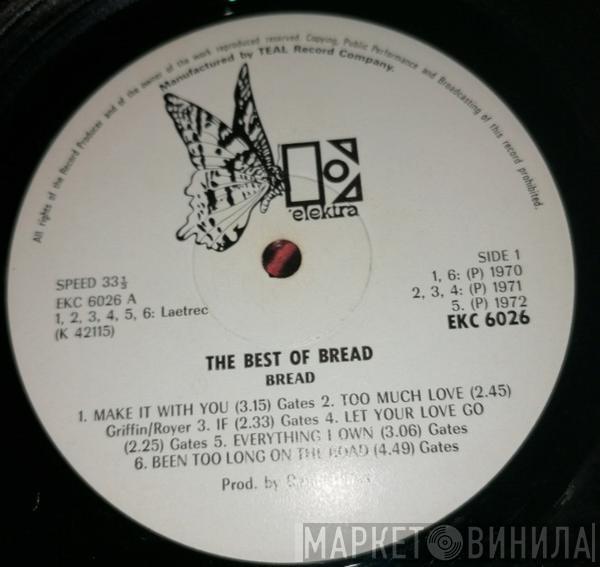 All rights of the Record Producer and of the owner of the work reproduced reserved. Copying, Public Performance and Broadcasting of this record prohibited.
Manufactured by TEAL Record Company.
elektra
SPEED 33⅓
EKC 6026 A
1, 2, 3, 4, 5, 6: Laetrec
(K 42115)
SIDE 1
1, 6: (P) 1970
2, 3, 4: (P) 1971
5. (P) 1972
EKC 6026
THE BEST OF BREAD
BREAD
1. MAKE IT WITH YOU (3.15) Gates 2. TOO MUCH LOVE (2.45)
Griffin/Royer 3. IF (2.33) Gates 4. LET YOUR LOVE GO
(2.25) Gates 5. EVERYTHING I OWN (3.06) Gates
6. BEEN TOO LONG ON THE ROAD (4.49) Gates
Prod. by
МАРКЕТ ВИНИЛА